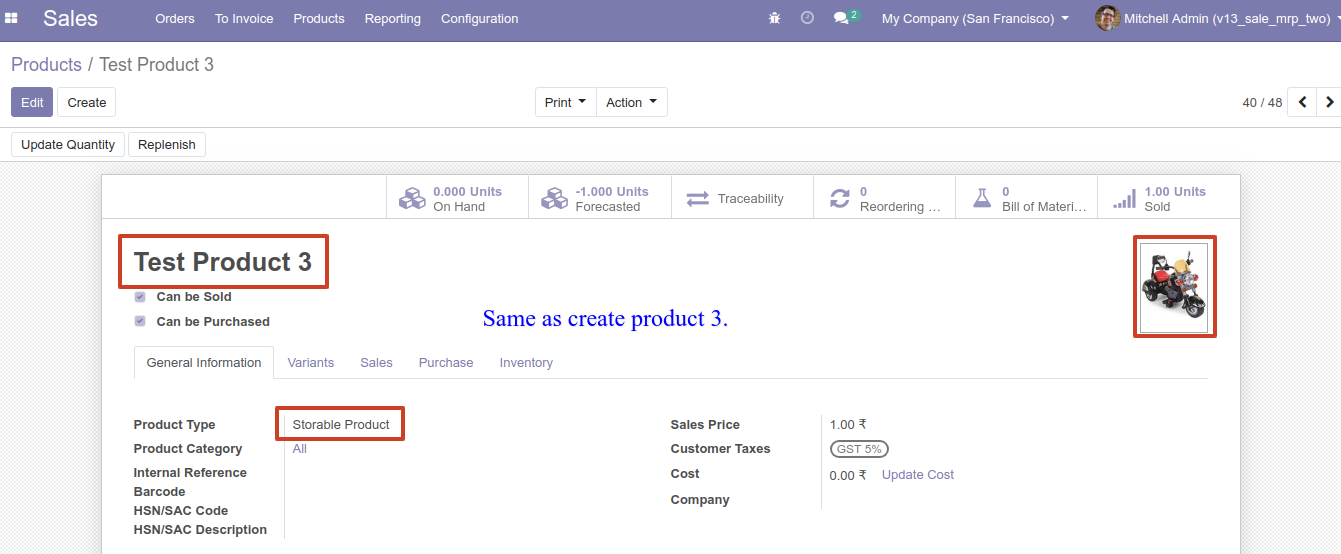 Sales Orders To Invoice Products Reporting Configuration 2 My Company (San Francisco) Mitchell Admin (v13_sale_mrp_two)
Products / Test Product 3
Edit Create Print Action 40 / 48
Update Quantity Replenish
0.000 Units On Hand
-1.000 Units Forecasted
Traceability
0 Reordering ...
0 Bill of Materi...
1.00 Units Sold
Test Product 3
Can be Sold
Can be Purchased
Same as create product 3.
General Information Variants Sales Purchase Inventory
Product Type Storable Product
Product Category All
Internal Reference
Barcode
HSN/SAC Code
HSN/SAC Description
Sales Price 1.00 ₹
Customer Taxes GST 5%
Cost 0.00 ₹ Update Cost
Company